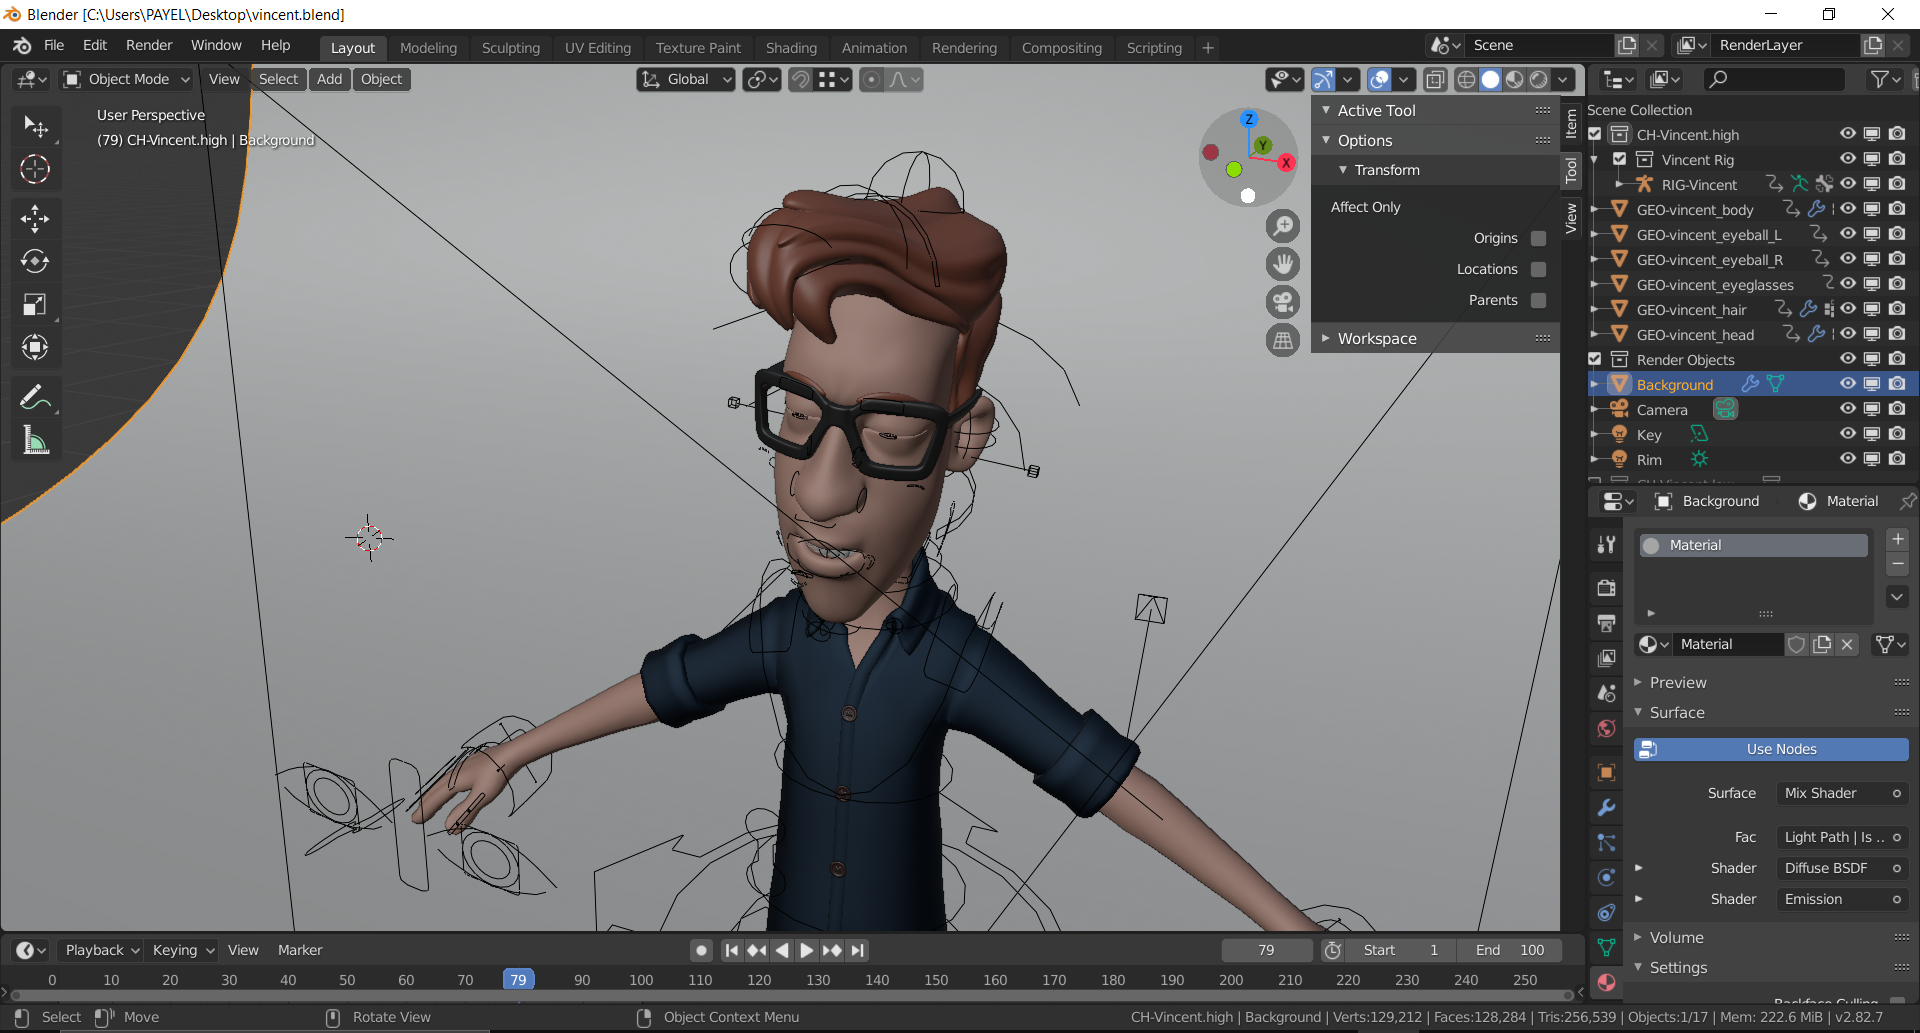 Blender [C:\Users\PAYEL\Desktop\vincent.blend]
File Edit Render Window Help Layout Modeling Sculpting UV Editing Texture Paint Shading Animation Rendering Compositing Scripting + Scene RenderLayer
Object Mode View Select Add Object Global
User Perspective
(79) CH-Vincent.high | Background
Z
Y
X
Active Tool
Options
Transform
Affect Only
Origins
Locations
Parents
Workspace
Item
Tool
View
Scene Collection
CH-Vincent.high
Vincent Rig
RIG-Vincent
GEO-vincent_body
GEO-vincent_eyeball_L
GEO-vincent_eyeball_R
GEO-vincent_eyeglasses
GEO-vincent_hair
GEO-vincent_head
Render Objects
Background
Camera
Key
Rim
Background Material
Material
Material
Preview
Surface
Use Nodes
Surface Mix Shader
Fac Light Path | Is ..
Shader Diffuse BSDF
Shader Emission
Volume
Settings
Backface Culling
Playback Keying View Marker 79 Start 1 End 100
0 10 20 30 40 50 60 70 79 90 100 110 120 130 140 150 160 170 180 190 200 210 220 230 240 250
Select Move Rotate View Object Context Menu CH-Vincent.high | Background | Verts:129,212 | Faces:128,284 | Tris:256,539 | Objects:1/17 | Mem: 222.6 MiB | v2.82.7